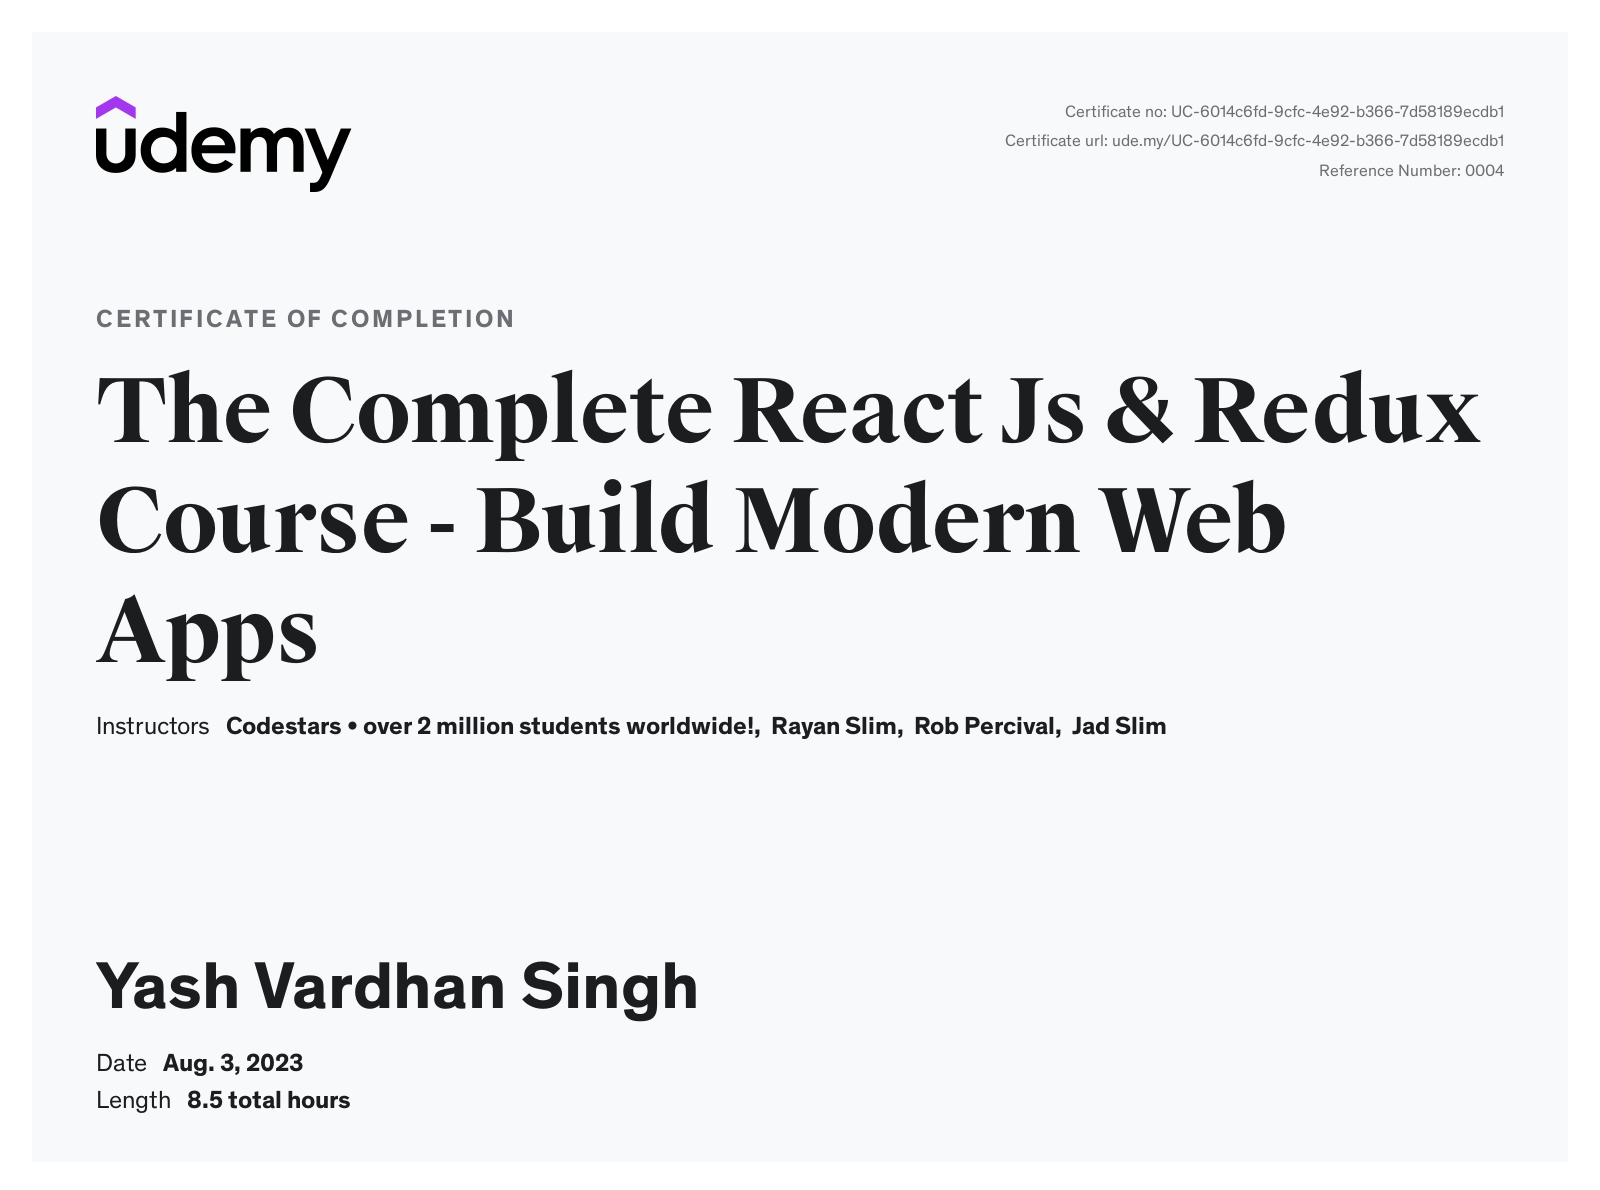 udemy
Certificate no: UC-6014c6fd-9cfc-4e92-b366-7d58189ecdb1
Certificate url: ude.my/UC-6014c6fd-9cfc-4e92-b366-7d58189ecdb1
Reference Number: 0004
CERTIFICATE OF COMPLETION
The Complete React Js & Redux
Course - Build Modern Web
Apps
Instructors Codestars • over 2 million students worldwide!, Rayan Slim, Rob Percival, Jad Slim
Yash Vardhan Singh
Date Aug. 3, 2023
Length 8.5 total hours